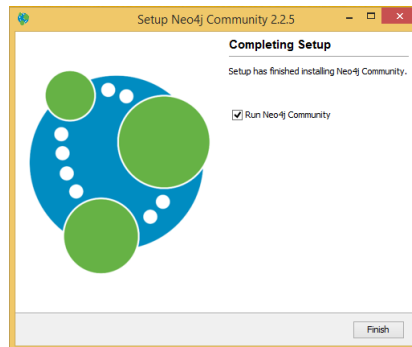 Setup Neo4j Community 2.2.5
Completing Setup
Setup has finished installing Neo4j Community.
Run Neo4j Community
Finish